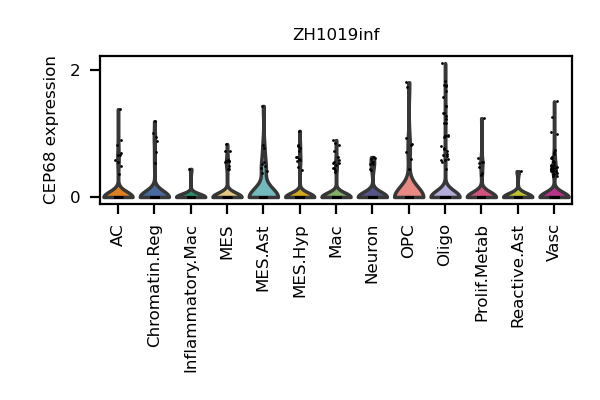 ZH1019inf
CEP68 expression
2
0
AC
Chromatin.Reg
Inflammatory.Mac
MES
MES.Ast
MES.Hyp
Mac
Neuron
OPC
Oligo
Prolif.Metab
Reactive.Ast
Vasc